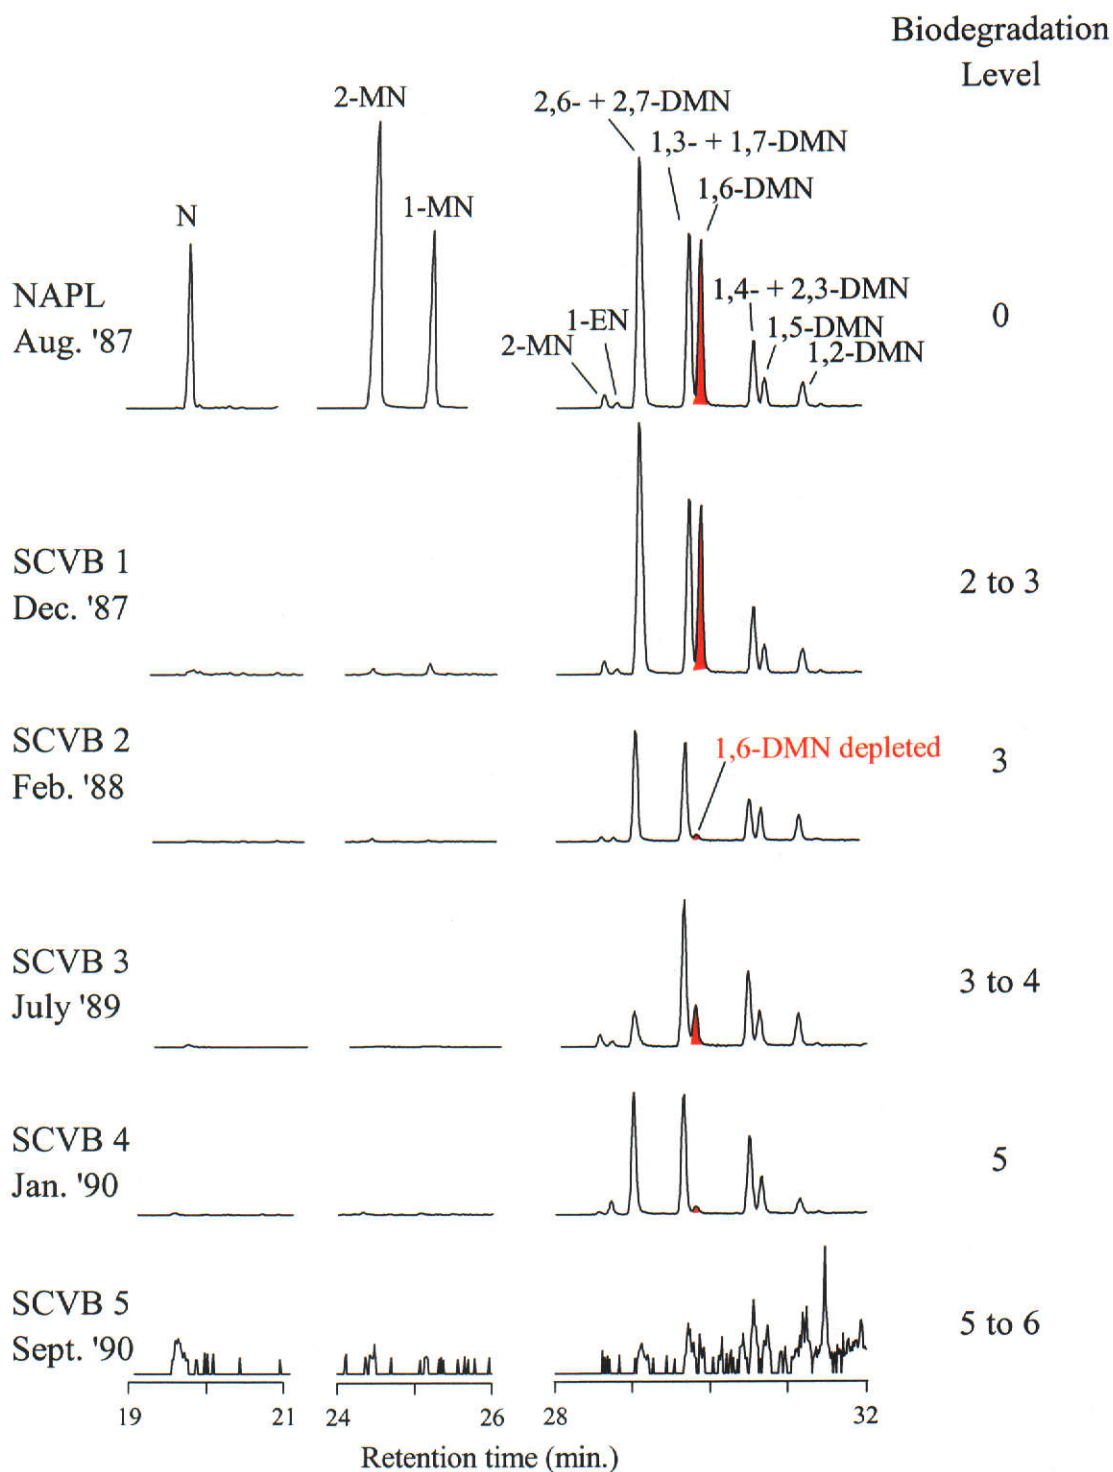 Biodegradation
Level
2-MN
2,6- + 2,7-DMN
1,3- + 1,7-DMN
1,6-DMN
N
1-MN
NAPL
Aug. '87
1-EN
2-MN
1,4- + 2,3-DMN
1,5-DMN
1,2-DMN
0
SCVB 1
Dec. '87
2 to 3
SCVB 2
Feb. '88
1,6-DMN depleted
3
SCVB 3
July '89
3 to 4
SCVB 4
Jan. '90
5
SCVB 5
Sept. '90
5 to 6
19 21 24 26 28 32
Retention time (min.)